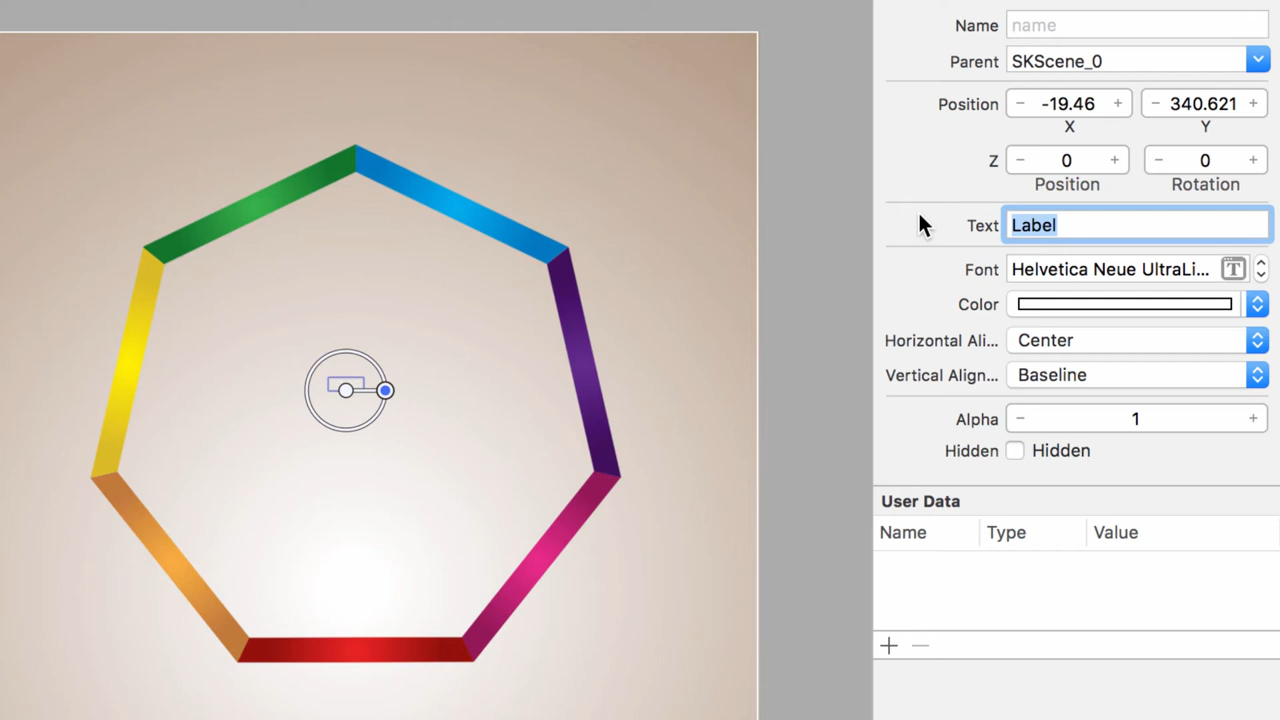 Name name
Parent SKScene_0
Position − -19.46 + − 340.621 +
X Y
Z − 0 + − 0 +
Position Rotation
Text Label
Font Helvetica Neue UltraLi... T
Color
Horizontal Ali... Center
Vertical Align... Baseline
Alpha − 1 +
Hidden Hidden
User Data
Name Type Value
+ −